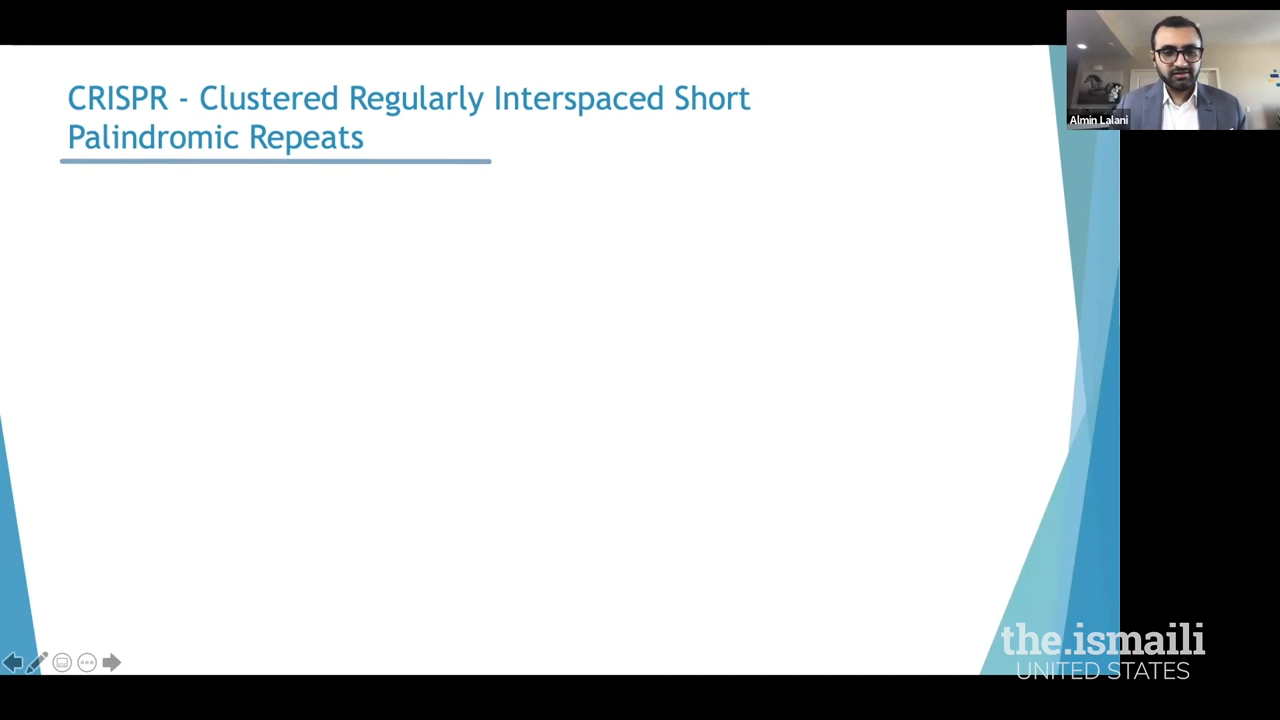 CRISPR - Clustered Regularly Interspaced Short
Palindromic Repeats
Almin Lalani
the.ismaili
UNITED STATES